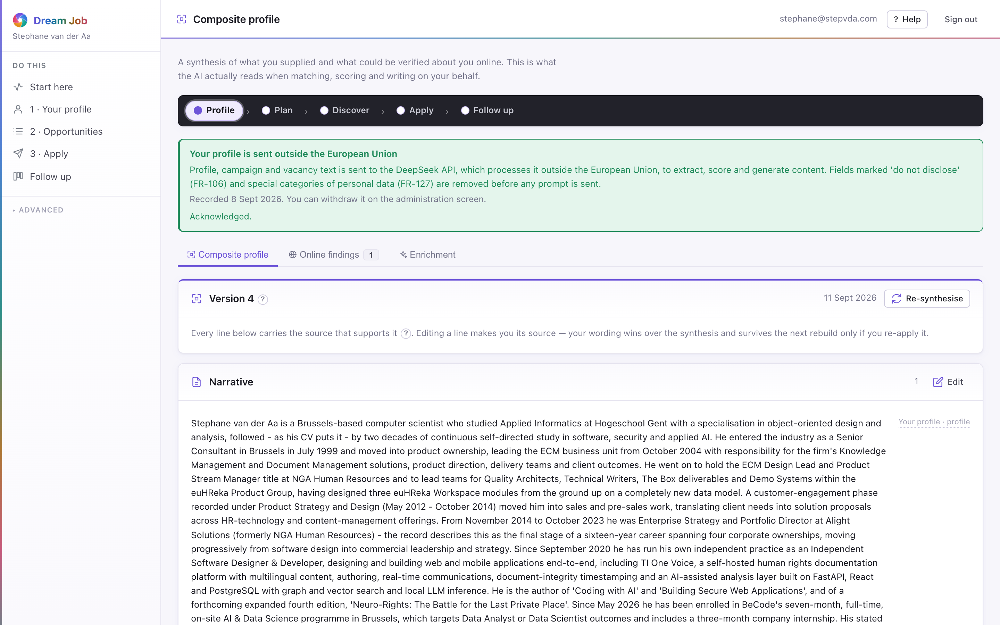 Dream Job
Stephane van der Aa
DO THIS
Start here
1 · Your profile
2 · Opportunities
3 · Apply
Follow up
ADVANCED
Composite profile
stephane@stepvda.com
? Help
Sign out
A synthesis of what you supplied and what could be verified about you online. This is what
the AI actually reads when matching, scoring and writing on your behalf.
Profile › Plan › Discover › Apply › Follow up
Your profile is sent outside the European Union
Profile, campaign and vacancy text is sent to the DeepSeek API, which processes it outside the European Union, to extract, score and generate content. Fields marked 'do not disclose'
(FR-106) and special categories of personal data (FR-127) are removed before any prompt is sent.
Recorded 8 Sept 2026. You can withdraw it on the administration screen.
Acknowledged.
Composite profile
Online findings 1
Enrichment
Version 4 ?
11 Sept 2026
Re-synthesise
Every line below carries the source that supports it ?. Editing a line makes you its source — your wording wins over the synthesis and survives the next rebuild only if you re-apply it.
Narrative
1
Edit
Your profile · profile
Stephane van der Aa is a Brussels-based computer scientist who studied Applied Informatics at Hogeschool Gent with a specialisation in object-oriented design and
analysis, followed - as his CV puts it - by two decades of continuous self-directed study in software, security and applied AI. He entered the industry as a Senior
Consultant in Brussels in July 1999 and moved into product ownership, leading the ECM business unit from October 2004 with responsibility for the firm's Knowledge
Management and Document Management solutions, product direction, delivery teams and client outcomes. He went on to hold the ECM Design Lead and Product
Stream Manager title at NGA Human Resources and to lead teams for Quality Architects, Technical Writers, The Box deliverables and Demo Systems within the
euHReka Product Group, having designed three euHReka Workspace modules from the ground up on a completely new data model. A customer-engagement phase
recorded under Product Strategy and Design (May 2012 - October 2014) moved him into sales and pre-sales work, translating client needs into solution proposals
across HR-technology and content-management offerings. From November 2014 to October 2023 he was Enterprise Strategy and Portfolio Director at Alight
Solutions (formerly NGA Human Resources) - the record describes this as the final stage of a sixteen-year career spanning four corporate ownerships, moving
progressively from software design into commercial leadership and strategy. Since September 2020 he has run his own independent practice as an Independent
Software Designer & Developer, designing and building web and mobile applications end-to-end, including TI One Voice, a self-hosted human rights documentation
platform with multilingual content, authoring, real-time communications, document-integrity timestamping and an AI-assisted analysis layer built on FastAPI, React
and PostgreSQL with graph and vector search and local LLM inference. He is the author of 'Coding with AI' and 'Building Secure Web Applications', and of a
forthcoming expanded fourth edition, 'Neuro-Rights: The Battle for the Last Private Place'. Since May 2026 he has been enrolled in BeCode's seven-month, full-time,
on-site AI & Data Science programme in Brussels, which targets Data Analyst or Data Scientist outcomes and includes a three-month company internship. His stated